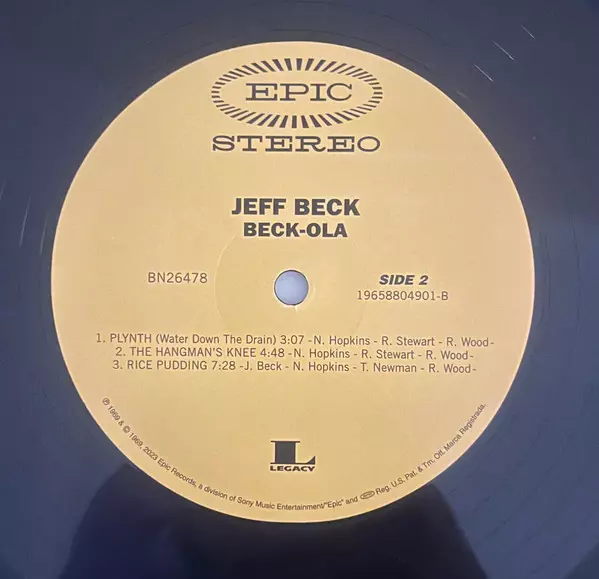 EPIC
STEREO
JEFF BECK
BECK-OLA
BN26478
SIDE 2
19658804901-B
1. PLYNTH (Water Down The Drain) 3:07 -N. Hopkins - R. Stewart - R. Wood-
2. THE HANGMAN'S KNEE 4:48 -N. Hopkins - R. Stewart - R. Wood-
3. RICE PUDDING 7:28 -J. Beck - N. Hopkins - T. Newman - R. Wood-
L
LEGACY
℗ 1969 & © 1969, 2023 Epic Records, a division of Sony Music Entertainment/"Epic" and EPIC Reg. U.S. Pat. & Tm. Off. Marca Registrada.